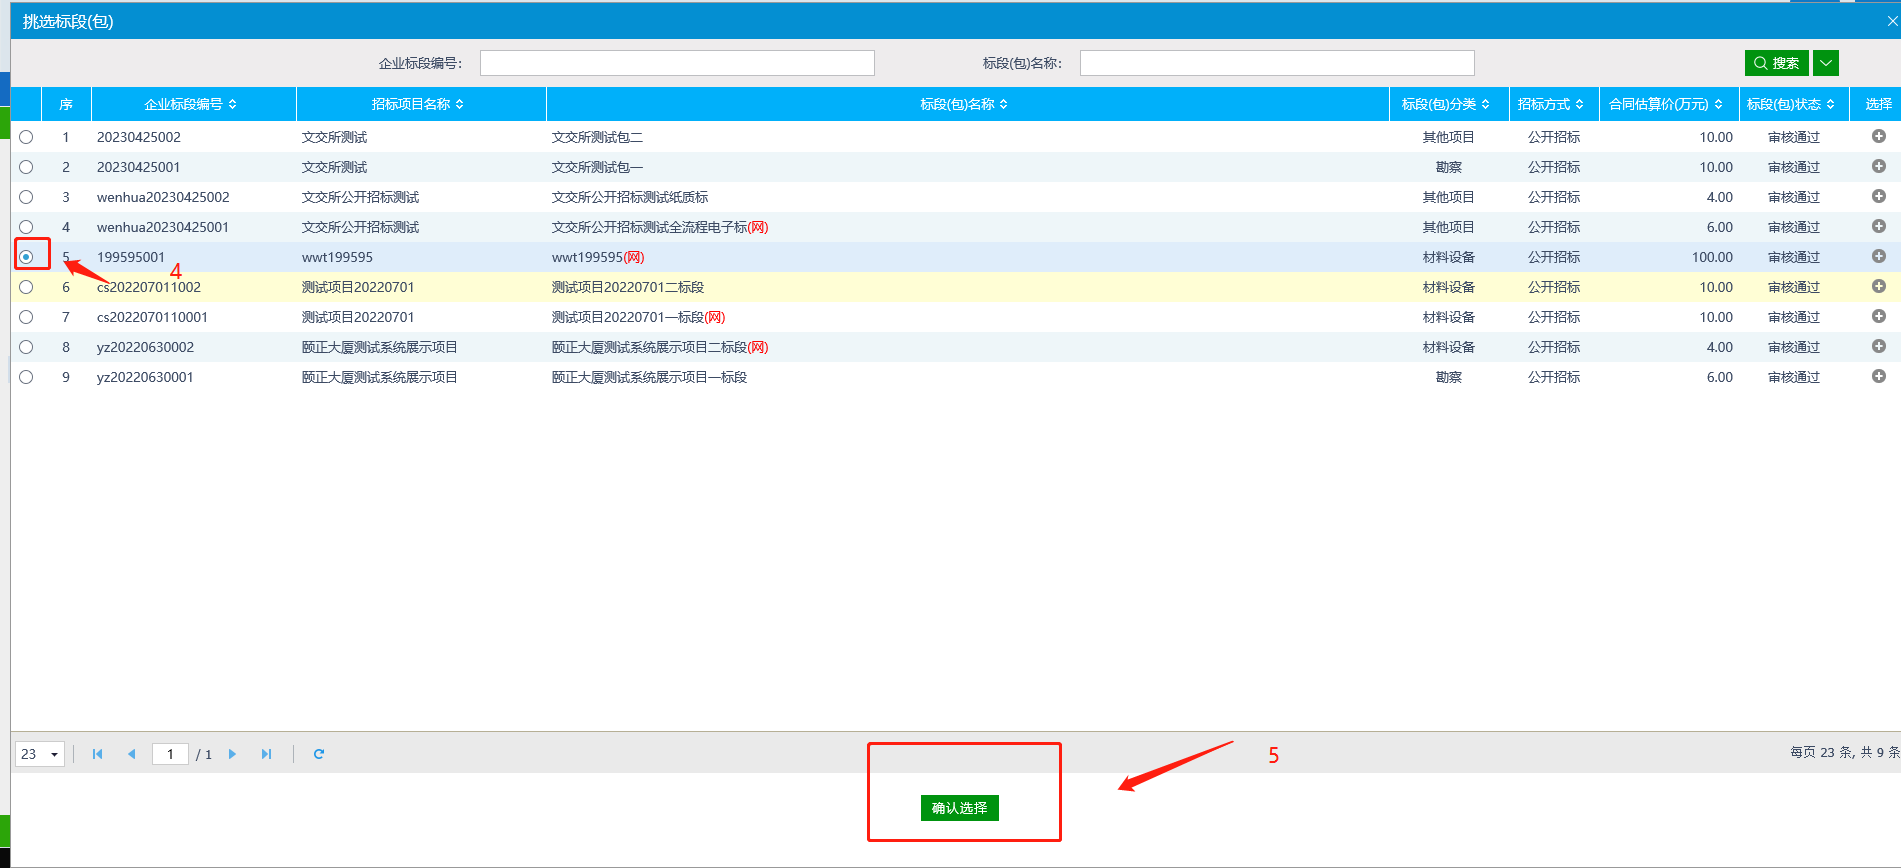 挑选标段(包)
企业标段编号： 标段(包)名称： 搜索
序 企业标段编号 招标项目名称 标段(包)名称 标段(包)分类 招标方式 合同估算价(万元) 标段(包)状态 选择
1 20230425002 文交所测试 文交所测试包二 其他项目 公开招标 10.00 审核通过
2 20230425001 文交所测试 文交所测试包一 勘察 公开招标 10.00 审核通过
3 wenhua20230425002 文交所公开招标测试 文交所公开招标测试纸质标 其他项目 公开招标 4.00 审核通过
4 wenhua20230425001 文交所公开招标测试 文交所公开招标测试全流程电子标(网) 其他项目 公开招标 6.00 审核通过
5 199595001 wwt199595 wwt199595(网) 材料设备 公开招标 100.00 审核通过
4
6 cs202207011002 测试项目20220701 测试项目20220701二标段 材料设备 公开招标 10.00 审核通过
7 cs2022070110001 测试项目20220701 测试项目20220701一标段(网) 材料设备 公开招标 10.00 审核通过
8 yz20220630002 颐正大厦测试系统展示项目 颐正大厦测试系统展示项目二标段(网) 材料设备 公开招标 4.00 审核通过
9 yz20220630001 颐正大厦测试系统展示项目 颐正大厦测试系统展示项目一标段 勘察 公开招标 6.00 审核通过
23 1 / 1 每页 23 条, 共 9 条
5
确认选择